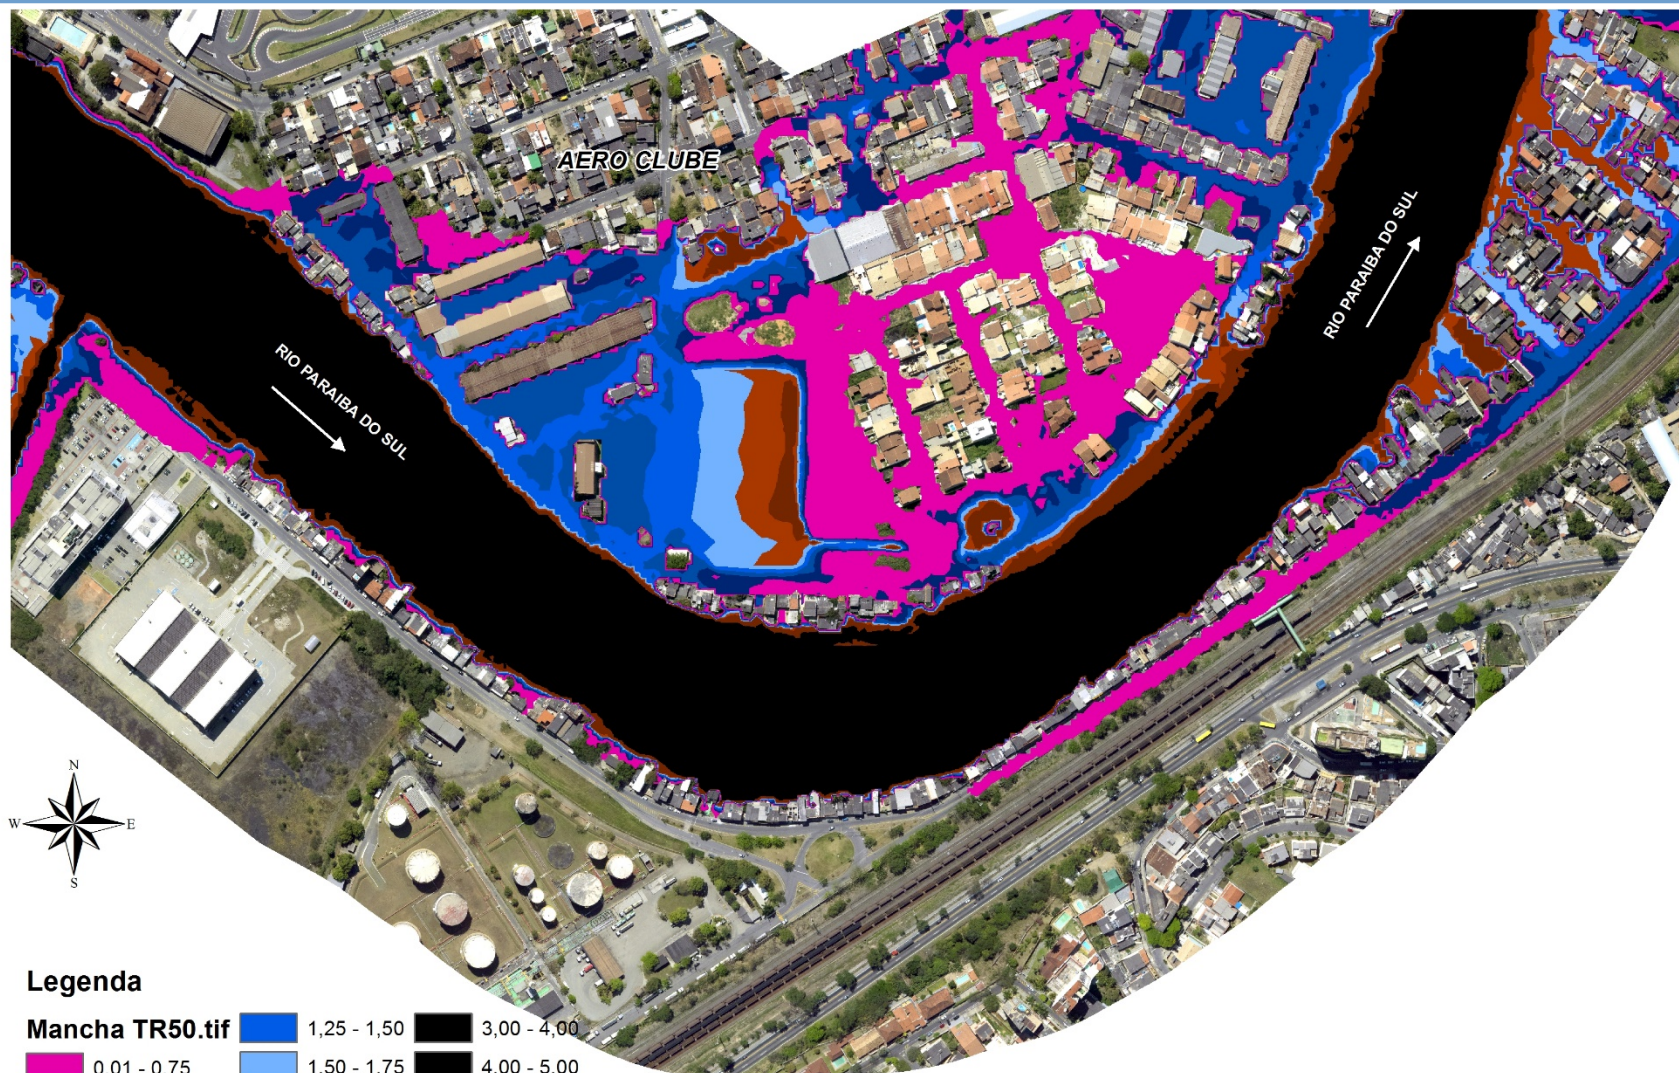 AERO CLUBE
RIO PARAIBA DO SUL
RIO PARAIBA DO SUL
N
W E
S
Legenda
Mancha TR50.tif
1,25 - 1,50
3,00 - 4,00
0,01 - 0,75
1,50 - 1,75
4,00 - 5,00